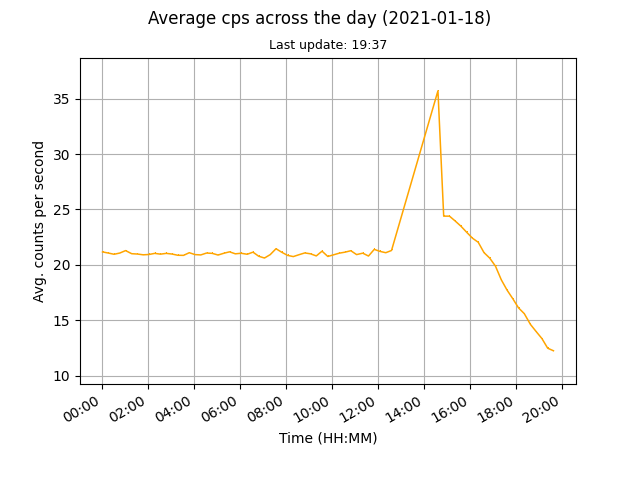 Average cps across the day (2021-01-18)
Last update: 19:37
35
30
25
20
15
10
Avg. counts per second
00:00 02:00 04:00 06:00 08:00 10:00 12:00 14:00 16:00 18:00 20:00
Time (HH:MM)